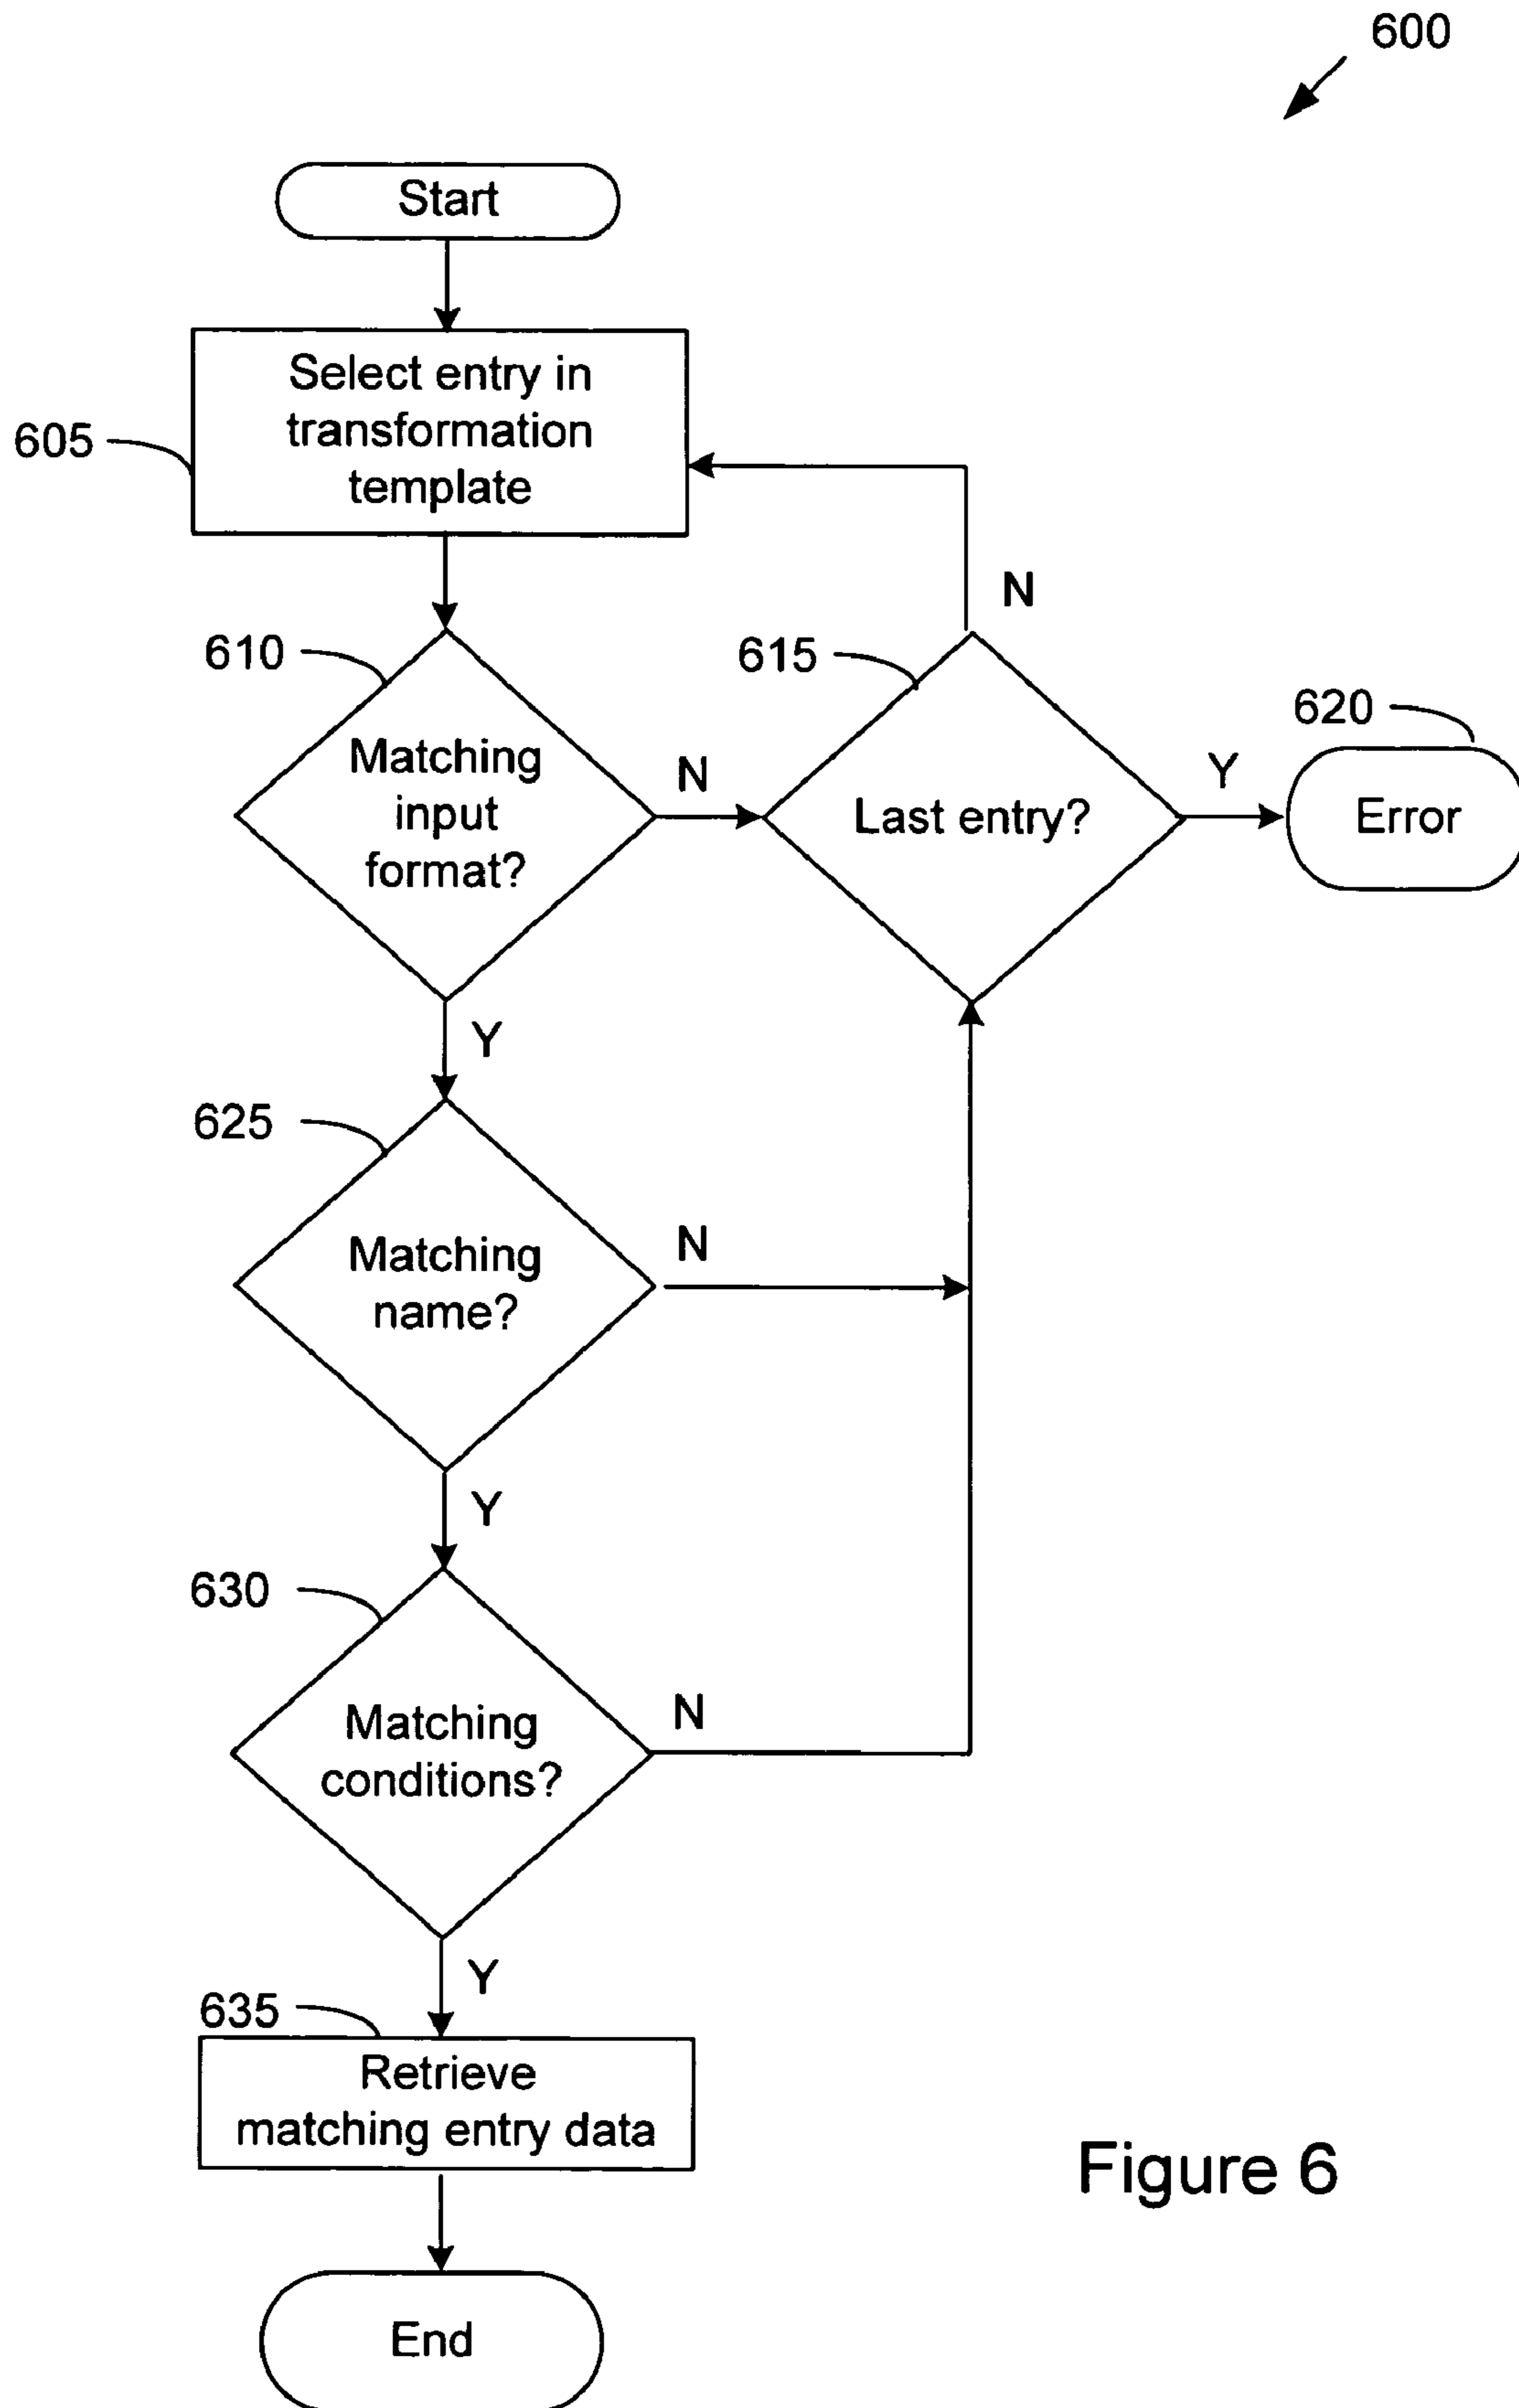 600
Start
Select entry in
transformation
template
605
N
610
615
620
Matching
input
format?
N
Last entry?
Y
Error
Y
625
Matching
name?
N
Y
630
Matching
conditions?
N
Y
635
Retrieve
matching entry data
Figure 6
End